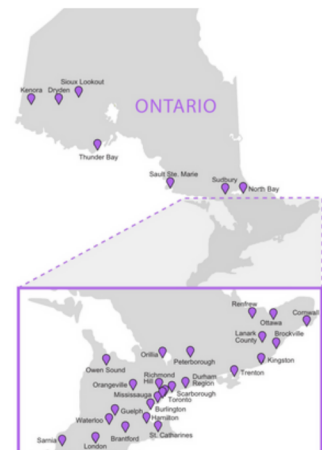 Sioux Lookout
Kenora Dryden
ONTARIO
Thunder Bay
Sault Ste. Marie
Sudbury
North Bay
Renfrew
Ottawa
Cornwall
Lanark
County
Brockville
Kingston
Trenton
Orillia
Peterborough
Owen Sound
Richmond
Hill
Durham
Region
Orangeville
Scarborough
Mississauga
Toronto
Guelph
Burlington
Waterloo
Hamilton
Sarnia
London
Brantford
St. Catharines